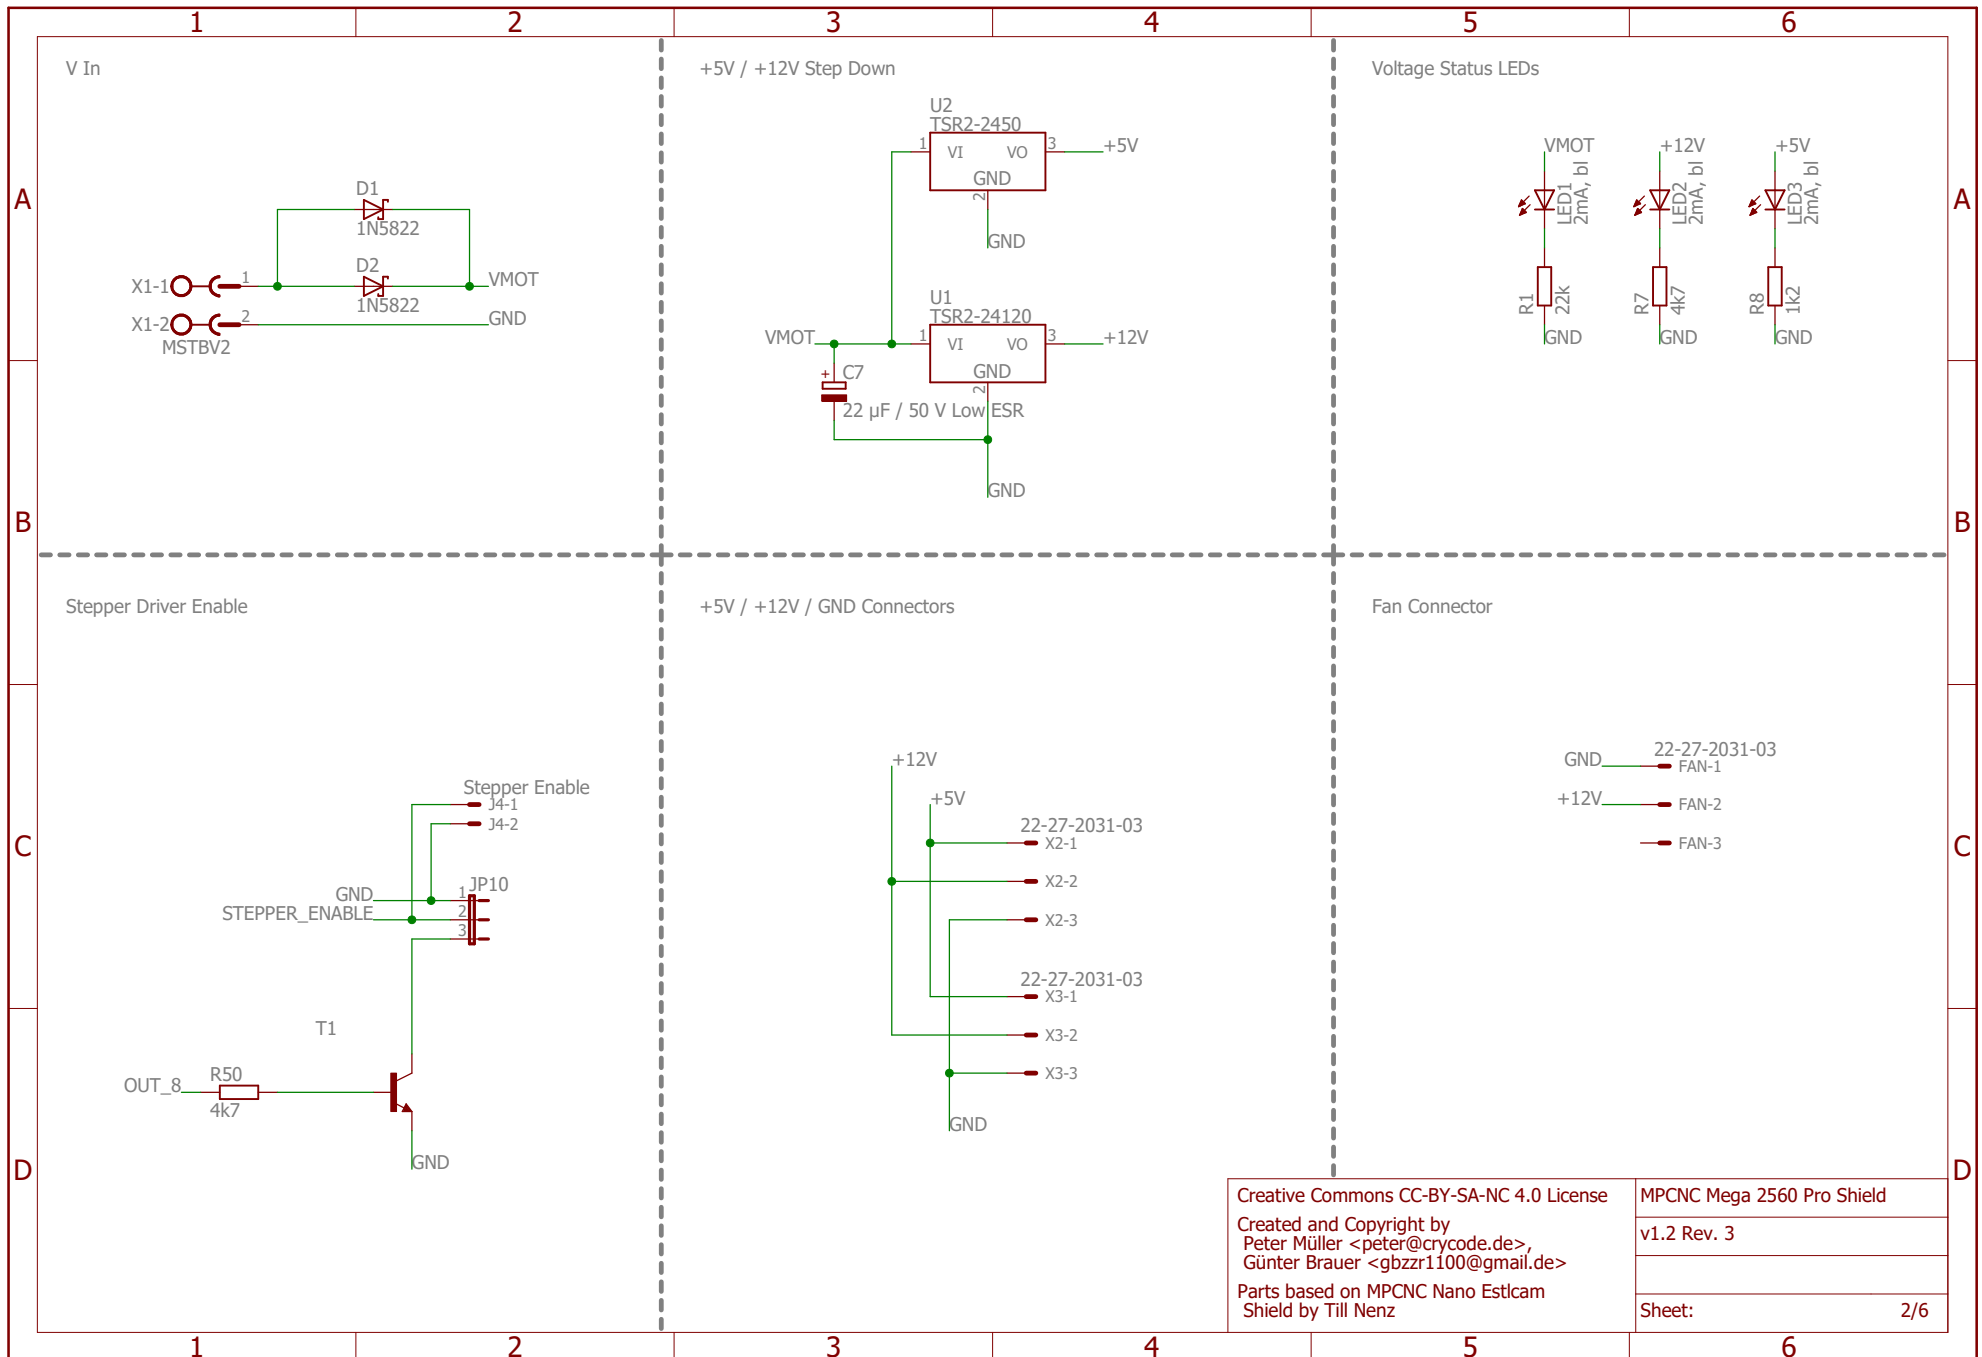 1 2 3 4 5 6
A
B
C
D
A
B
C
D
V In
D1
1N5822
D2
1N5822
X1-1
1
VMOT
X1-2
2
GND
MSTBV2
+5V / +12V Step Down
U2
TSR2-2450
1
VI
VO
3
+5V
GND
2
GND
U1
TSR2-24120
VMOT
1
VI
VO
3
+12V
GND
2
+
C7
22 µF / 50 V Low ESR
GND
Voltage Status LEDs
VMOT
LED1
2mA, bl
R1
22k
GND
+12V
LED2
2mA, bl
R7
4k7
GND
+5V
LED3
2mA, bl
R8
1k2
GND
Stepper Driver Enable
Stepper Enable
J4-1
J4-2
JP10
GND
1
STEPPER_ENABLE
2
3
T1
OUT_8
R50
4k7
GND
+5V / +12V / GND Connectors
+12V
+5V
22-27-2031-03
X2-1
X2-2
X2-3
22-27-2031-03
X3-1
X3-2
X3-3
GND
Fan Connector
22-27-2031-03
GND
FAN-1
+12V
FAN-2
FAN-3
Creative Commons CC-BY-SA-NC 4.0 License
Created and Copyright by
Peter Müller <peter@crycode.de>,
Günter Brauer <gbzzr1100@gmail.de>
Parts based on MPCNC Nano Estlcam
Shield by Till Nenz
MPCNC Mega 2560 Pro Shield
v1.2 Rev. 3
Sheet: 2/6
1 2 3 4 5 6